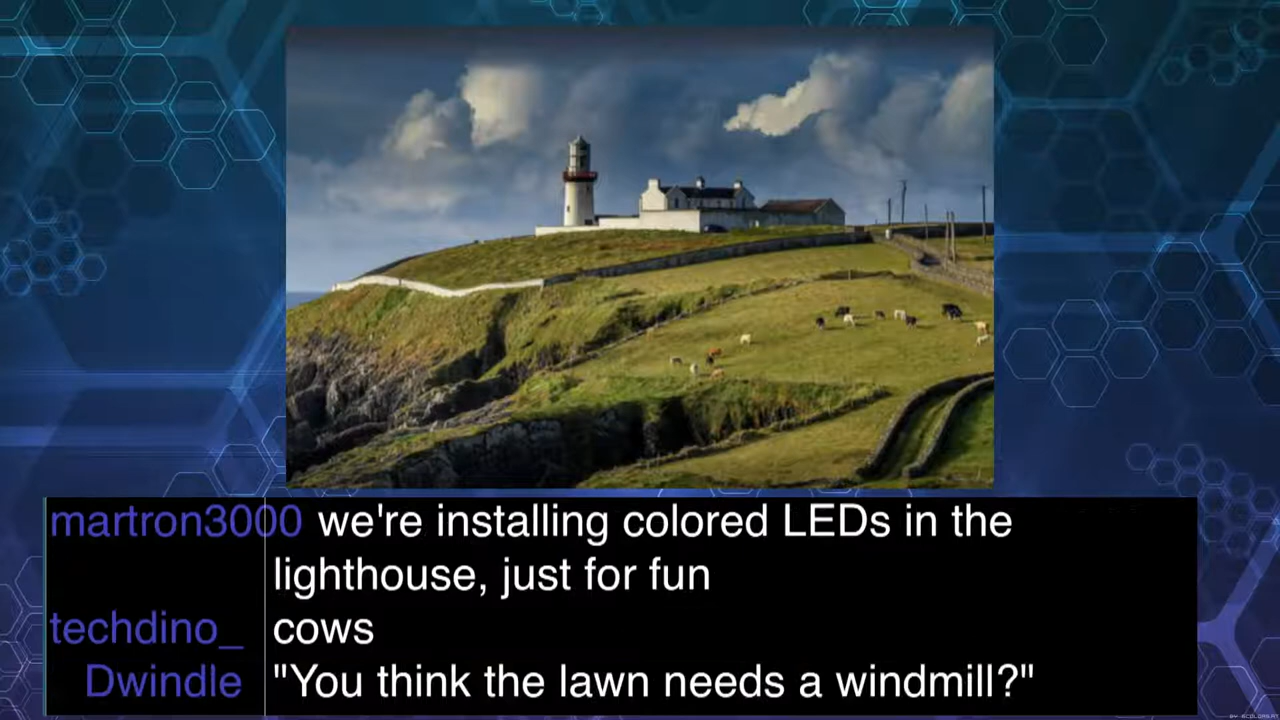 martron3000 we're installing colored LEDs in the
lighthouse, just for fun
techdino_ cows
Dwindle "You think the lawn needs a windmill?"